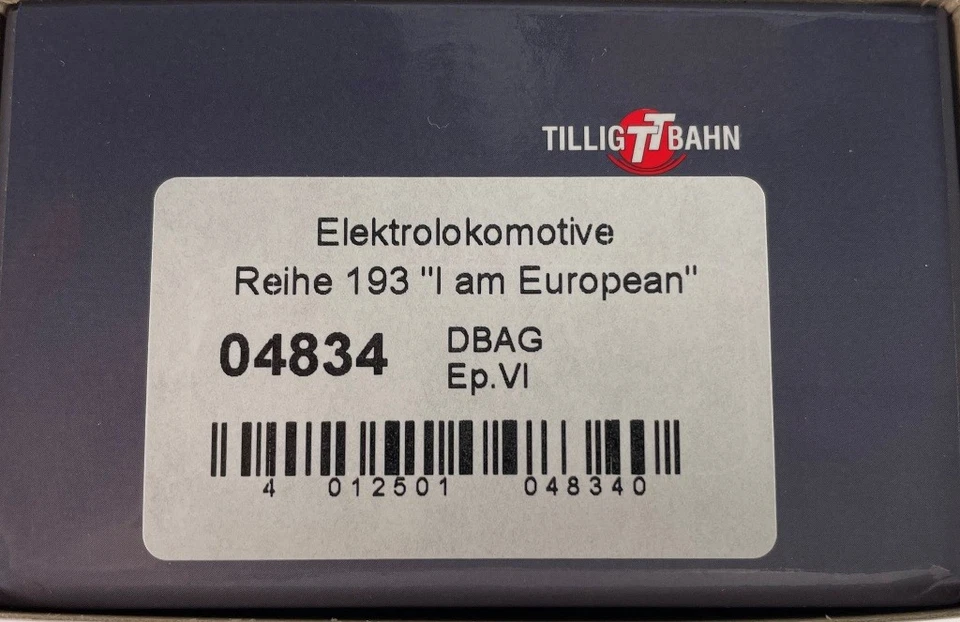 TILLIG TT BAHN
Elektrolokomotive
Reihe 193 "I am European"
04834
DBAG
Ep.VI
4 012501 048340